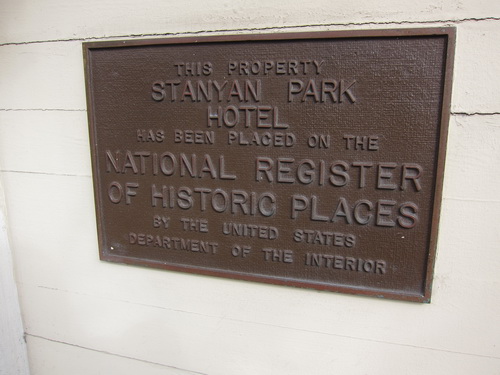 THIS PROPERTY
STANYAN PARK
HOTEL
HAS BEEN PLACED ON THE
NATIONAL REGISTER
OF HISTORIC PLACES
BY THE UNITED STATES
DEPARTMENT OF THE INTERIOR